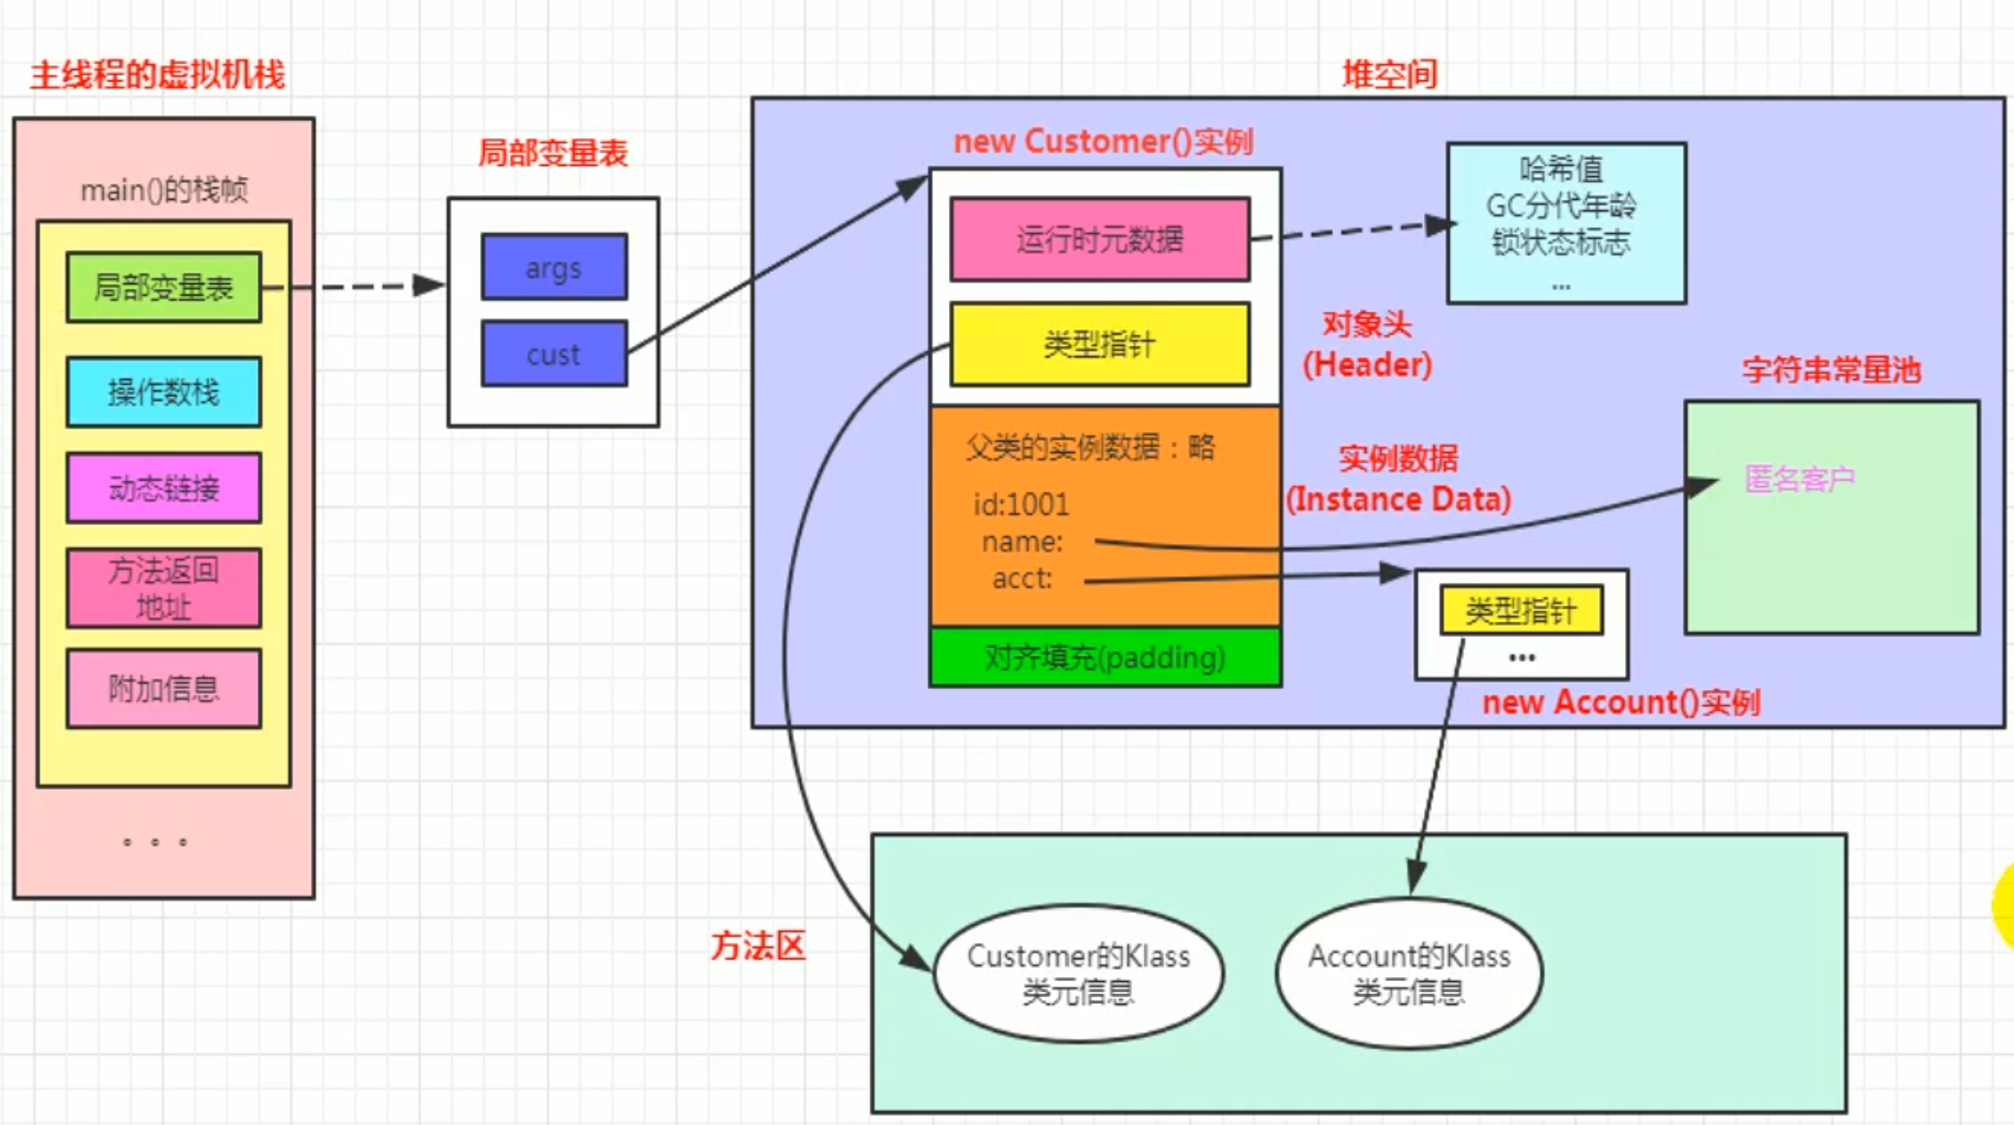 主线程的虚拟机栈
main()的栈帧
局部变量表
操作数栈
动态链接
方法返回
地址
附加信息
。。。
局部变量表
args
cust
堆空间
new Customer()实例
运行时元数据
类型指针
对象头
(Header)
哈希值
GC分代年龄
锁状态标志
...
父类的实例数据：略
id:1001
name:
acct:
实例数据
(Instance Data)
对齐填充(padding)
字符串常量池
匿名客户
类型指针
...
new Account()实例
方法区
Customer的Klass
类元信息
Account的Klass
类元信息